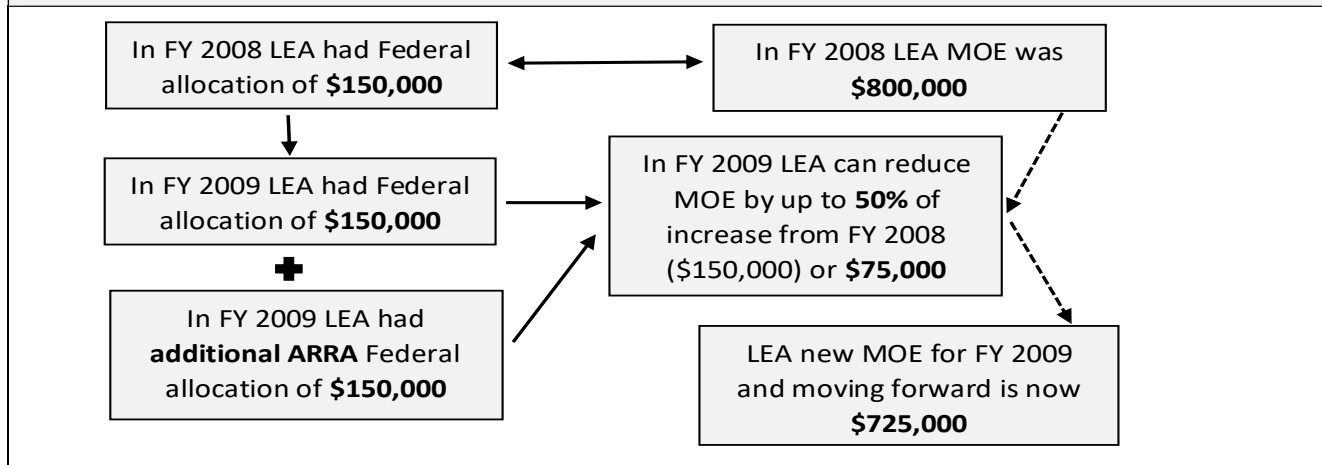 In FY 2008 LEA had Federal
allocation of $150,000
In FY 2008 LEA MOE was
$800,000
In FY 2009 LEA had Federal
allocation of $150,000
In FY 2009 LEA can reduce
MOE by up to 50% of
increase from FY 2008
($150,000) or $75,000
In FY 2009 LEA had
additional ARRA Federal
allocation of $150,000
LEA new MOE for FY 2009
and moving forward is now
$725,000